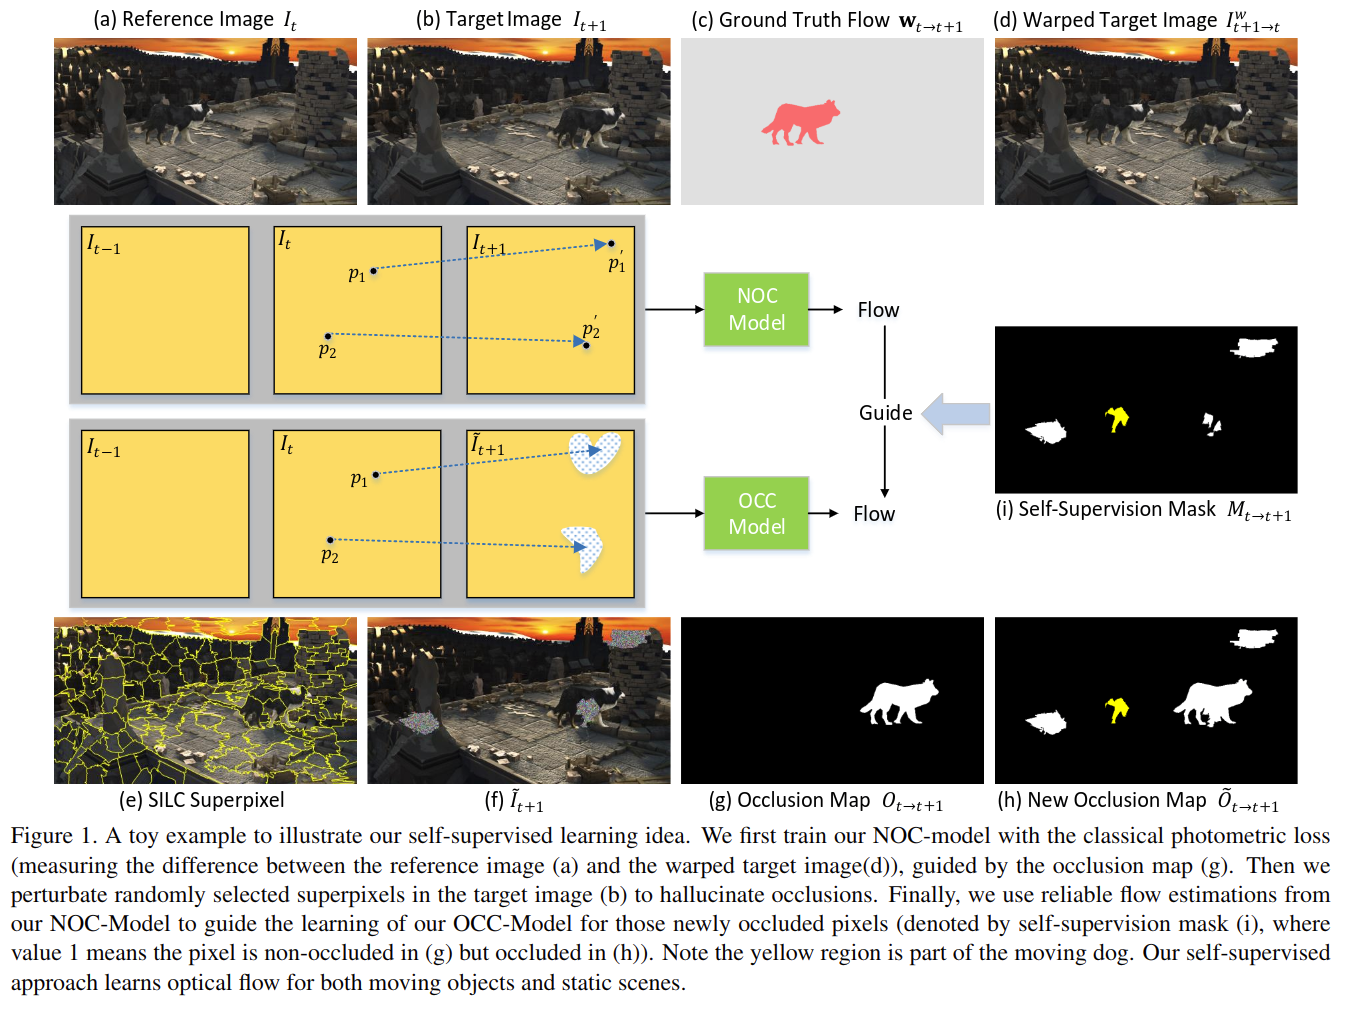 (a) Reference Image I_t
(b) Target Image I_{t+1}
(c) Ground Truth Flow w_{t→t+1}
(d) Warped Target Image I^w_{t+1→t}
I_{t−1}
I_t
I_{t+1}
p_1
p_1'
p_2
p_2'
NOC
Model
Flow
Guide
I_{t−1}
I_t
Ĩ_{t+1}
p_1
p_2
OCC
Model
Flow
(i) Self-Supervision Mask M_{t→t+1}
(e) SILC Superpixel
(f) Ĩ_{t+1}
(g) Occlusion Map O_{t→t+1}
(h) New Occlusion Map Õ_{t→t+1}
Figure 1. A toy example to illustrate our self-supervised learning idea. We first train our NOC-model with the classical photometric loss
(measuring the difference between the reference image (a) and the warped target image(d)), guided by the occlusion map (g). Then we
perturbate randomly selected superpixels in the target image (b) to hallucinate occlusions. Finally, we use reliable flow estimations from
our NOC-Model to guide the learning of our OCC-Model for those newly occluded pixels (denoted by self-supervision mask (i), where
value 1 means the pixel is non-occluded in (g) but occluded in (h)). Note the yellow region is part of the moving dog. Our self-supervised
approach learns optical flow for both moving objects and static scenes.